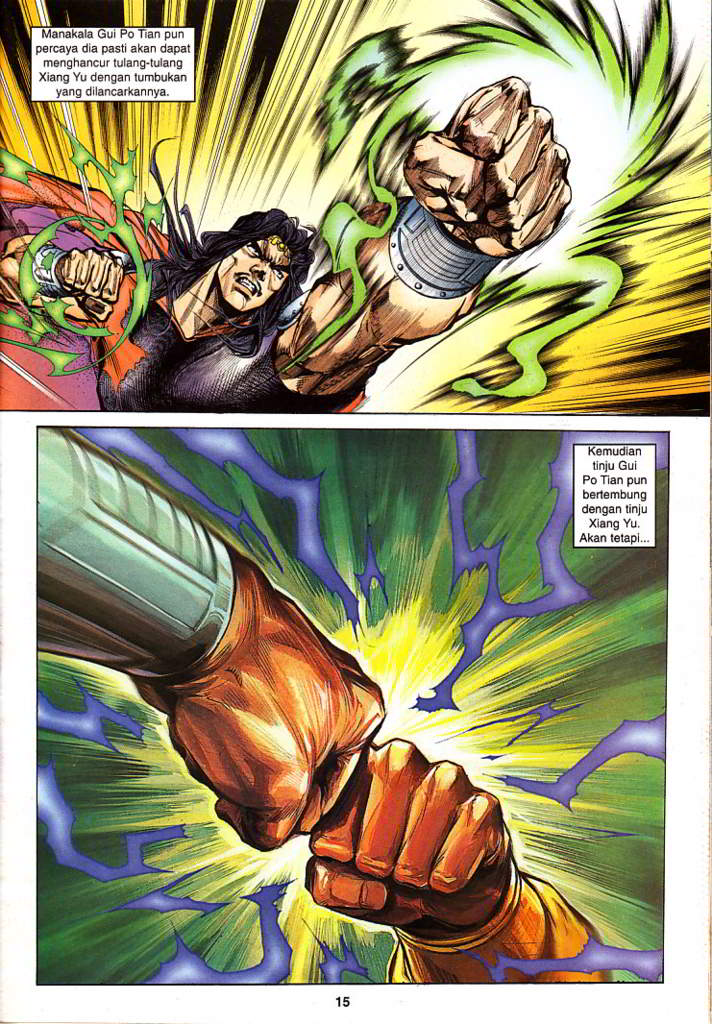 Manakala Gui Po Tian pun
percaya dia pasti akan dapat
menghancur tulang-tulang
Xiang Yu dengan tumbukan
yang dilancarkannya.
Kemudian
tinju Gui
Po Tian pun
bertembung
dengan tinju
Xiang Yu.
Akan tetapi...
15